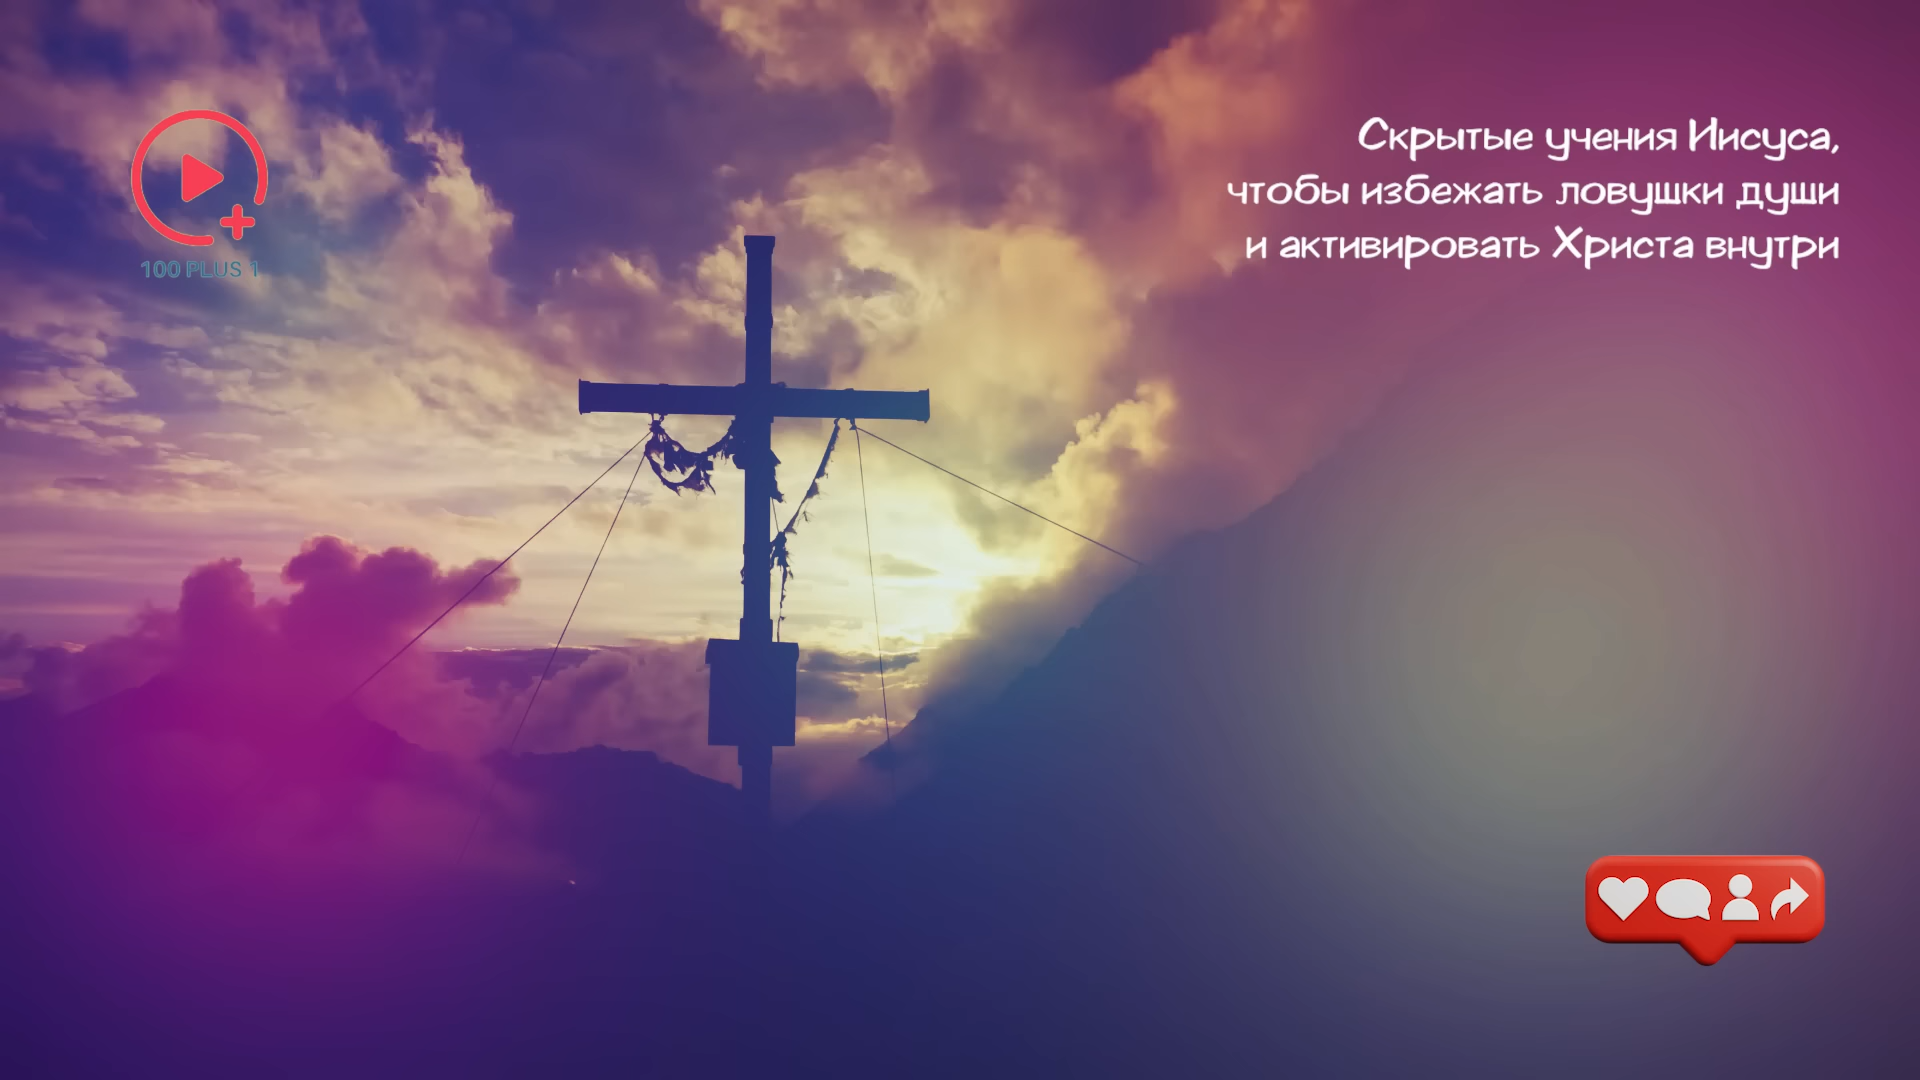 100 PLUS 1
Скрытые учения Иисуса,
чтобы избежать ловушки души
и активировать Христа внутри